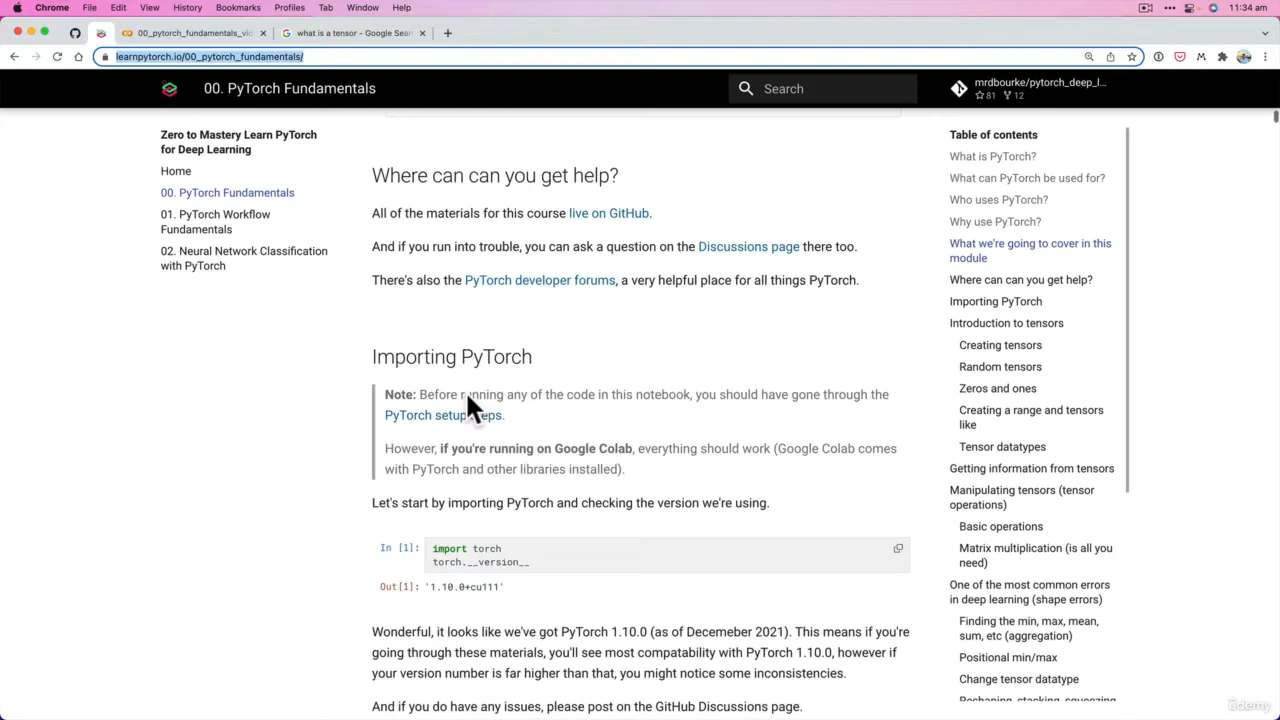 Chrome File Edit View History Bookmarks Profiles Tab Window Help 11:34 am
00_pytorch_fundamentals_vid
what is a tensor - Google Sear
learnpytorch.io/00_pytorch_fundamentals/
00. PyTorch Fundamentals
Search
mrdbourke/pytorch_deep_l...
81 12
Zero to Mastery Learn PyTorch
for Deep Learning
Home
00. PyTorch Fundamentals
01. PyTorch Workflow
Fundamentals
02. Neural Network Classification
with PyTorch
Where can can you get help?
All of the materials for this course live on GitHub.
And if you run into trouble, you can ask a question on the Discussions page there too.
There's also the PyTorch developer forums, a very helpful place for all things PyTorch.
Importing PyTorch
Note: Before running any of the code in this notebook, you should have gone through the
PyTorch setup steps.
However, if you're running on Google Colab, everything should work (Google Colab comes
with PyTorch and other libraries installed).
Let's start by importing PyTorch and checking the version we're using.
In [1]: import torch
torch.__version__
Out[1]: '1.10.0+cu111'
Wonderful, it looks like we've got PyTorch 1.10.0 (as of Decemeber 2021). This means if you're
going through these materials, you'll see most compatability with PyTorch 1.10.0, however if
your version number is far higher than that, you might notice some inconsistencies.
And if you do have any issues, please post on the GitHub Discussions page.
Table of contents
What is PyTorch?
What can PyTorch be used for?
Who uses PyTorch?
Why use PyTorch?
What we're going to cover in this
module
Where can can you get help?
Importing PyTorch
Introduction to tensors
Creating tensors
Random tensors
Zeros and ones
Creating a range and tensors
like
Tensor datatypes
Getting information from tensors
Manipulating tensors (tensor
operations)
Basic operations
Matrix multiplication (is all you
need)
One of the most common errors
in deep learning (shape errors)
Finding the min, max, mean,
sum, etc (aggregation)
Positional min/max
Change tensor datatype
Reshaping, stacking, squeezing
ûdemy